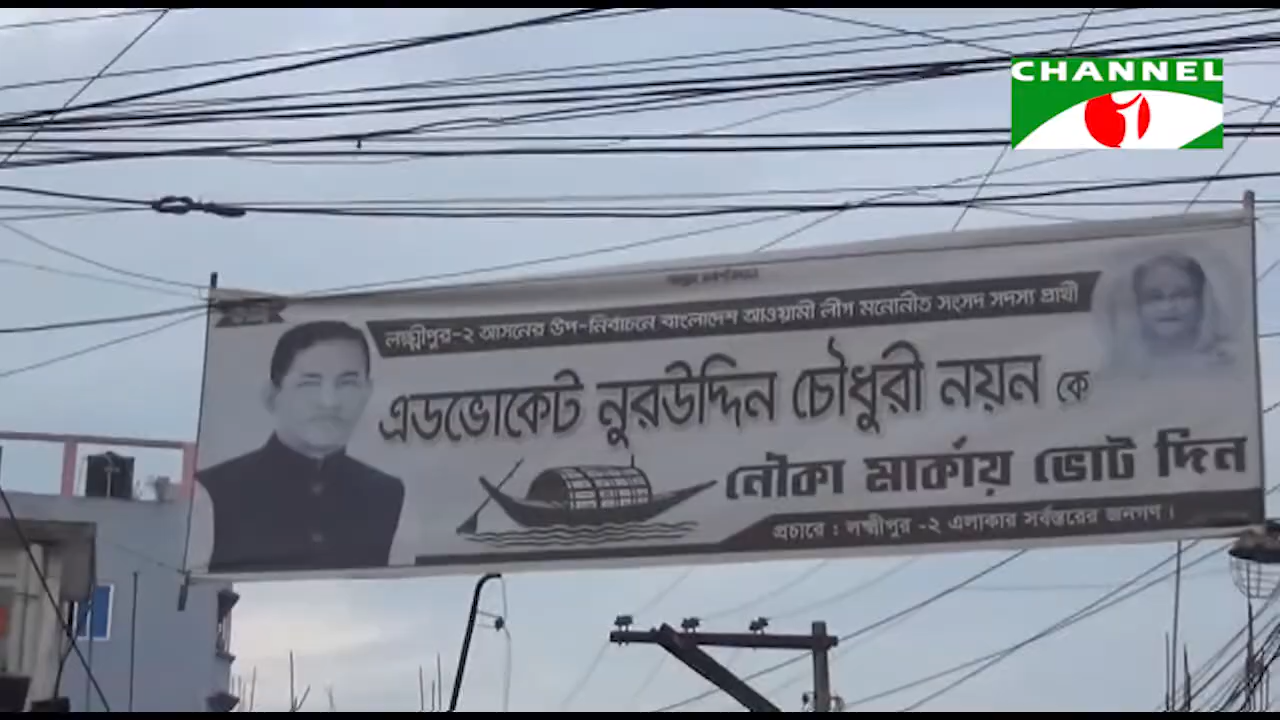 CHANNEL
লক্ষ্মীপুর-২ আসনের উপ-নির্বাচনে বাংলাদেশ আওয়ামী লীগ মনোনীত সংসদ সদস্য প্রার্থী
এডভোকেট নুরউদ্দিন চৌধুরী নয়ন কে
নৌকা মার্কায় ভোট দিন
প্রচারে : লক্ষ্মীপুর -২ এলাকার সর্বস্তরের জনগণ।